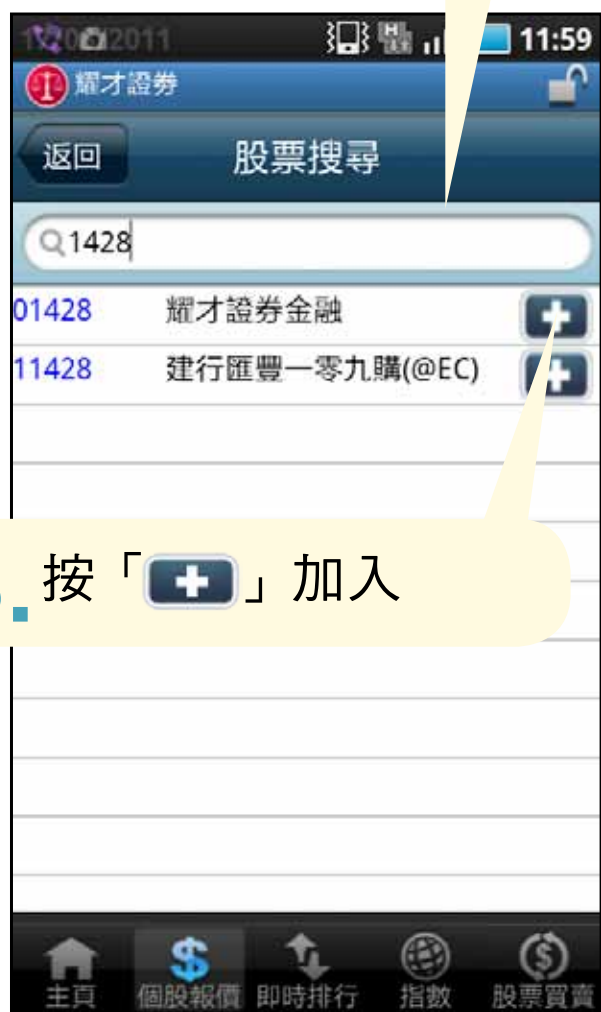 2011
11:59
耀才證券
返回 股票搜尋
1428
01428 耀才證券金融
11428 建行匯豐一零九購(@EC)
按「+」加入
主頁 個股報價 即時排行 指數 股票買賣